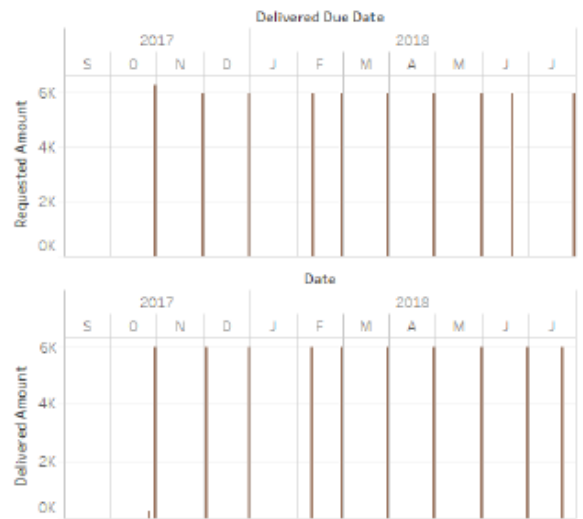 Delivered Due Date
2017 2018
S O N D J F M A M J J
Requested Amount
6K
4K
2K
0K
Date
2017 2018
S O N D J F M A M J J
Delivered Amount
6K
4K
2K
0K